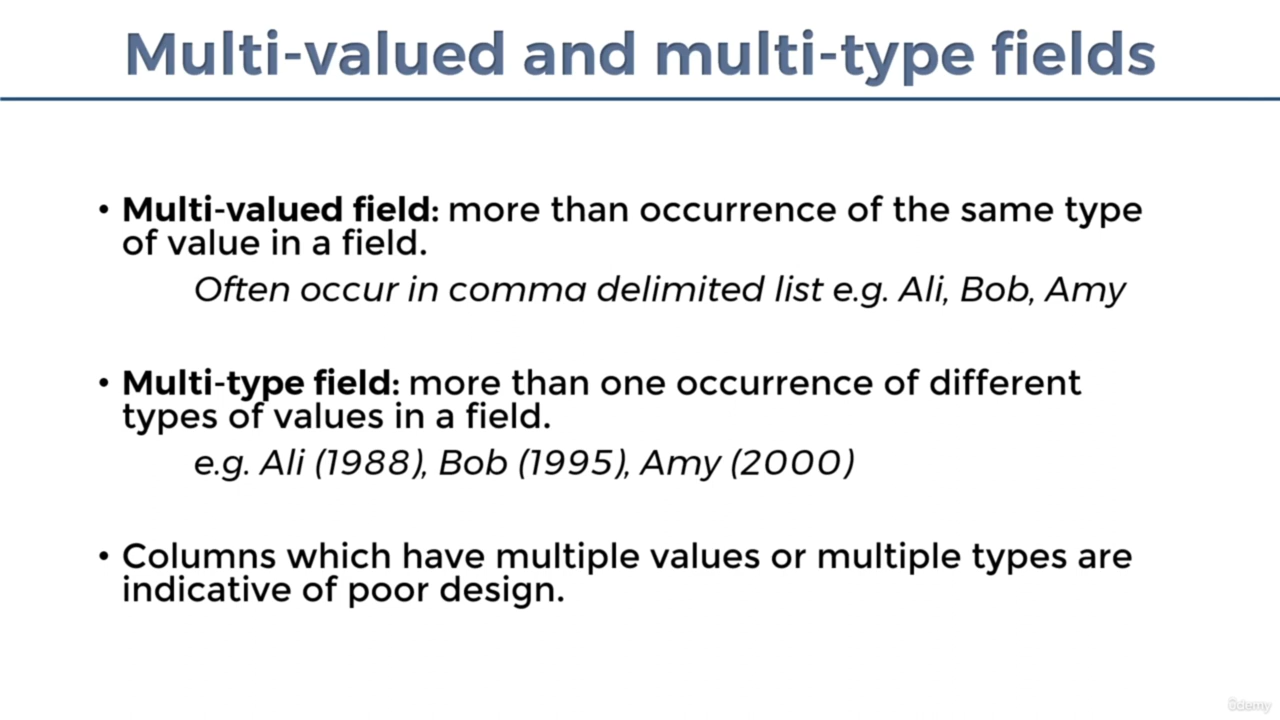 Multi-valued and multi-type fields
• Multi-valued field: more than occurrence of the same type
of value in a field.
Often occur in comma delimited list e.g. Ali, Bob, Amy
• Multi-type field: more than one occurrence of different
types of values in a field.
e.g. Ali (1988), Bob (1995), Amy (2000)
• Columns which have multiple values or multiple types are
indicative of poor design.
ûdemy